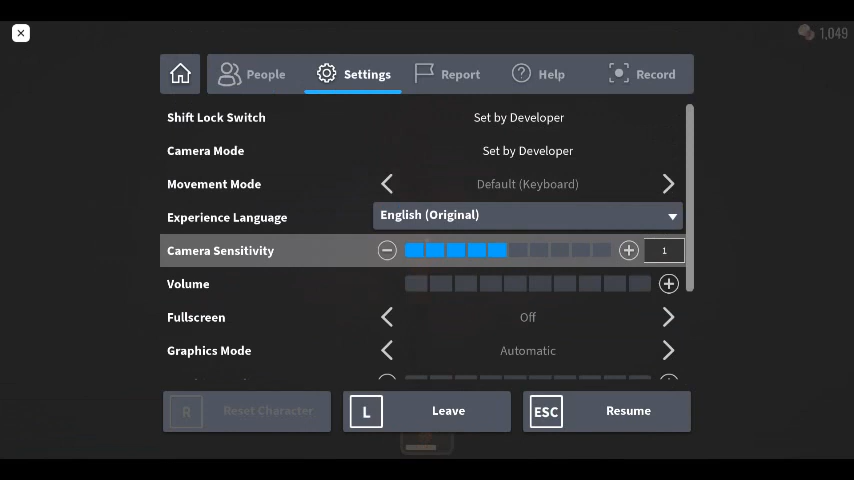 1,049
People
Settings
Report
Help
Record
Shift Lock Switch
Set by Developer
Camera Mode
Set by Developer
Movement Mode
Default (Keyboard)
Experience Language
English (Original)
Camera Sensitivity
1
Volume
Fullscreen
Off
Graphics Mode
Automatic
R
Reset Character
L
Leave
ESC
Resume